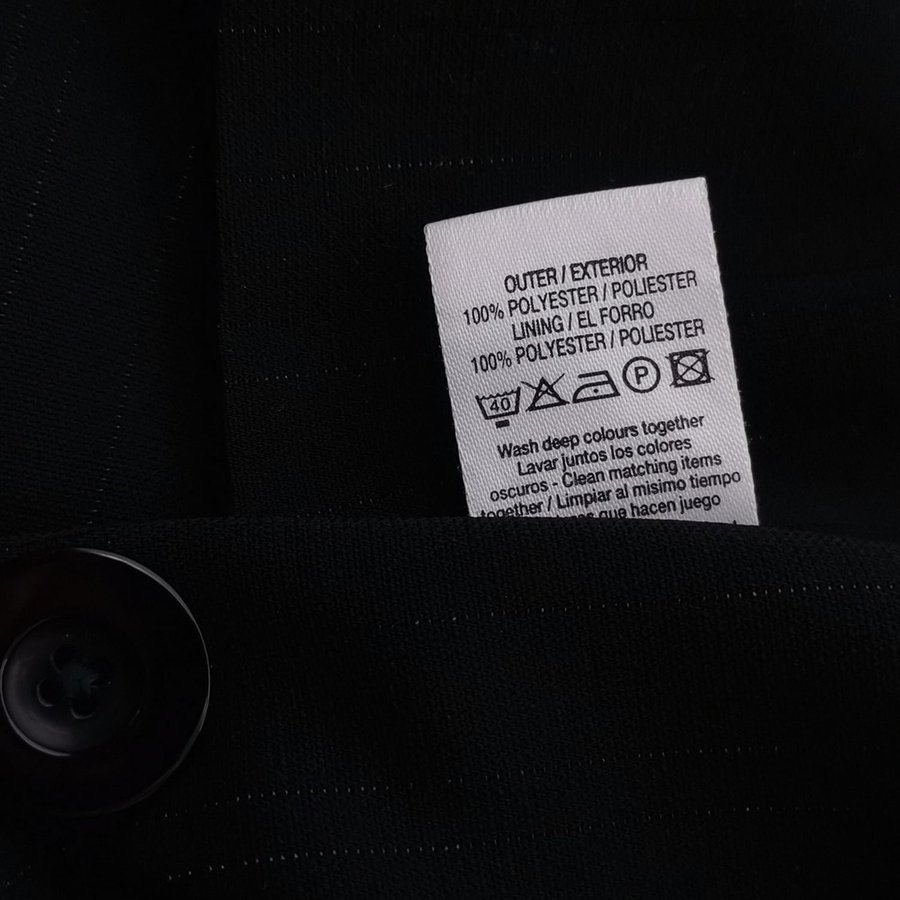 OUTER / EXTERIOR
100% POLYESTER / POLIESTER
LINING / EL FORRO
100% POLYESTER / POLIESTER
40 P
Wash deep colours together
Lavar juntos los colores
oscuros - Clean matching items
together / Limpiar al misimo tiempo
que hacen juego